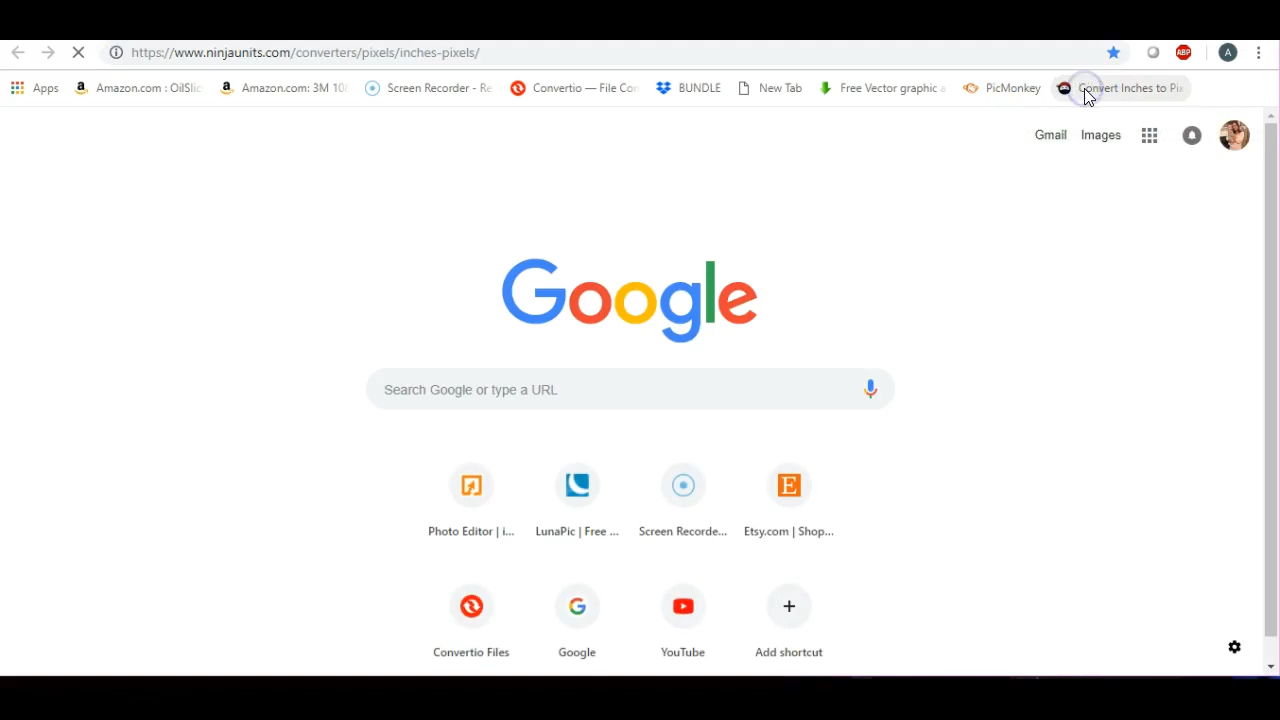 https://www.ninjaunits.com/converters/pixels/inches-pixels/
ABP
A
Apps
Amazon.com : OilSlic
Amazon.com: 3M 10
Screen Recorder - Re
Convertio — File Con
BUNDLE
New Tab
Free Vector graphic a
PicMonkey
Convert Inches to Pix
Gmail
Images
Google
Search Google or type a URL
Photo Editor | i...
LunaPic | Free ...
Screen Recorde...
Etsy.com | Shop...
Convertio Files
Google
YouTube
Add shortcut